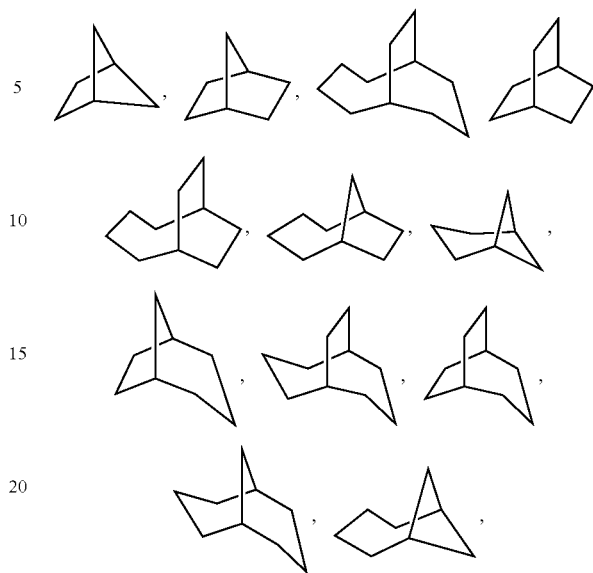 5 , ,
10 , , ,
15 , , ,
20 , ,